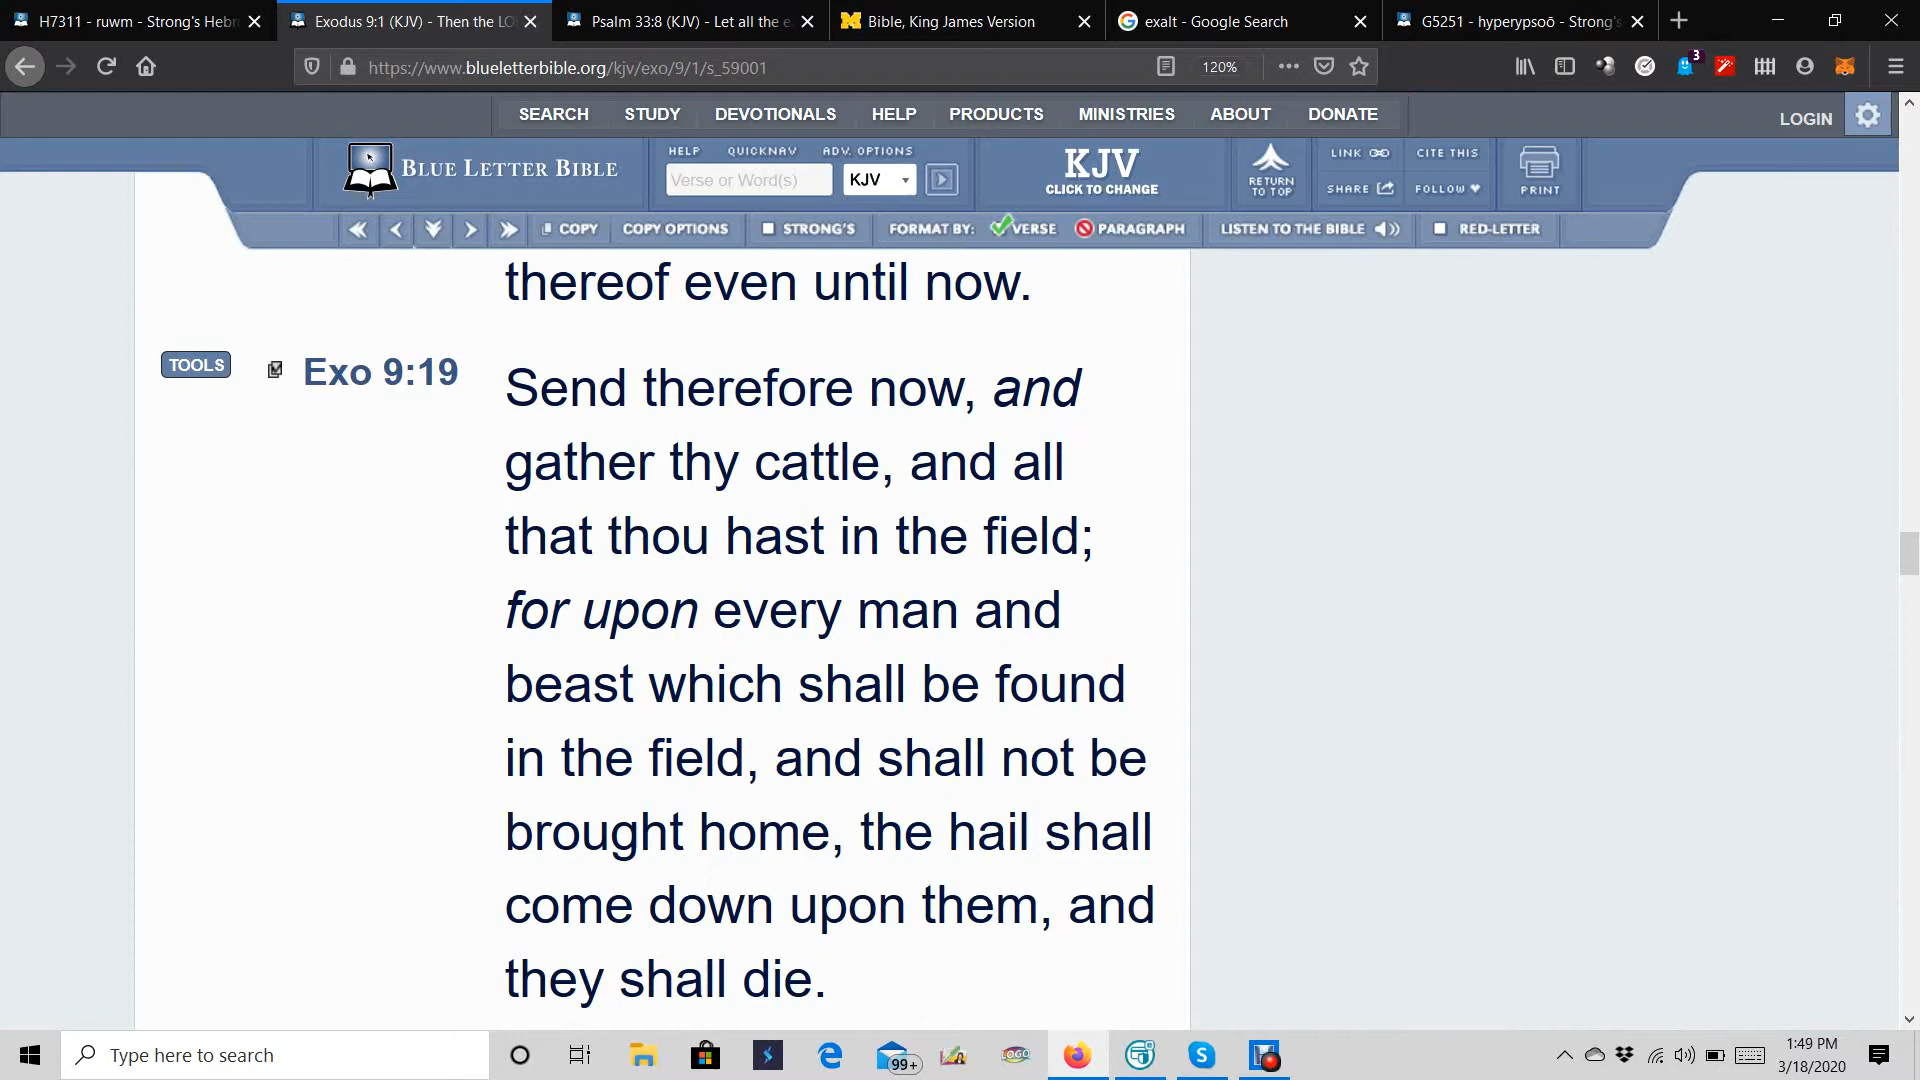 H7311 - ruwm - Strong's Hebr
Exodus 9:1 (KJV) - Then the LO
Psalm 33:8 (KJV) - Let all the e
Bible, King James Version
exalt - Google Search
G5251 - hyperypsoō - Strong's
https://www.blueletterbible.org/kjv/exo/9/1/s_59001
120%
3
SEARCH STUDY DEVOTIONALS HELP PRODUCTS MINISTRIES ABOUT DONATE
LOGIN
BLUE LETTER BIBLE
HELP QUICKNAV ADV. OPTIONS
Verse or Word(s)
KJV
KJV
CLICK TO CHANGE
RETURN
TO TOP
LINK CITE THIS
SHARE FOLLOW
PRINT
COPY COPY OPTIONS STRONG'S FORMAT BY: VERSE PARAGRAPH LISTEN TO THE BIBLE RED-LETTER
thereof even until now.
TOOLS Exo 9:19
Send therefore now, and
gather thy cattle, and all
that thou hast in the field;
for upon every man and
beast which shall be found
in the field, and shall not be
brought home, the hail shall
come down upon them, and
they shall die.
Type here to search
99+
LOGO
S
1:49 PM
3/18/2020